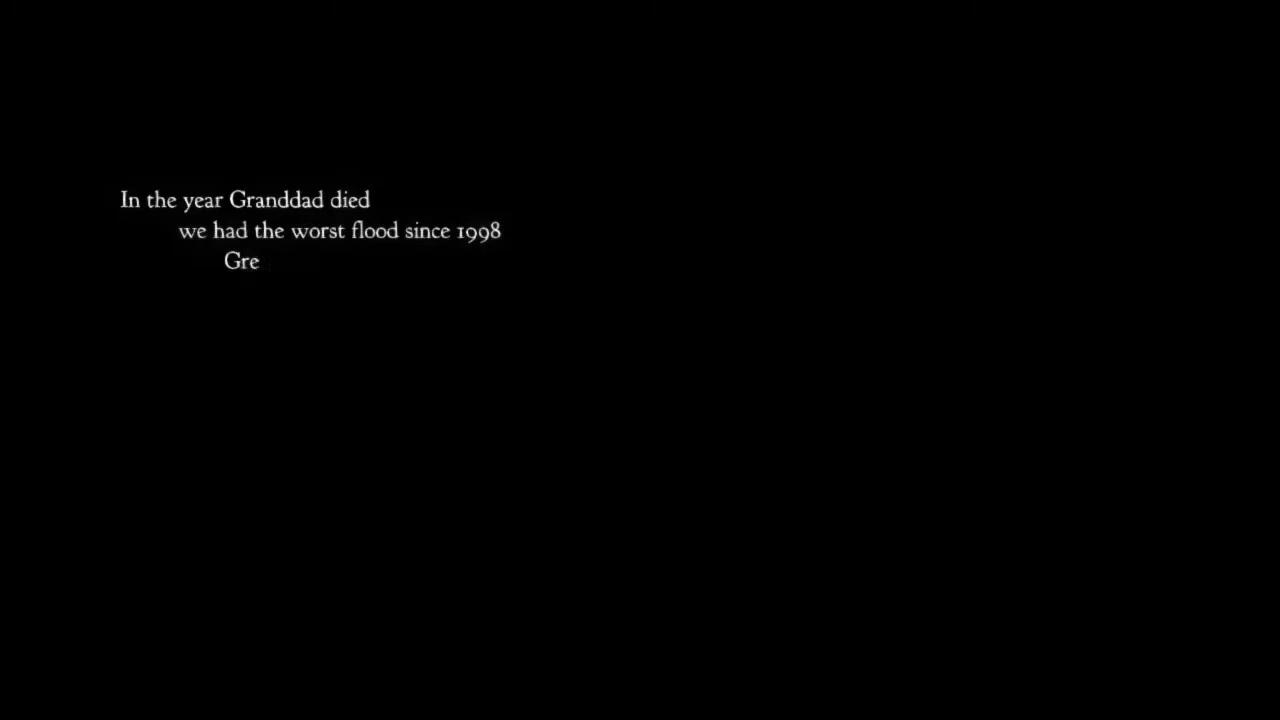 In the year Granddad died
we had the worst flood since 1998
Gre